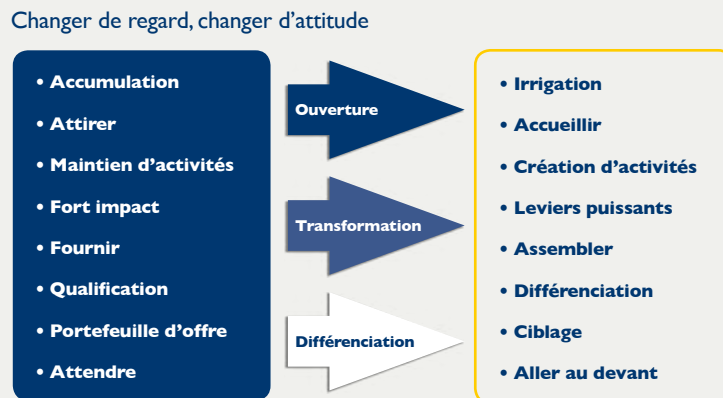 Changer de regard, changer d'attitude
• Accumulation
• Attirer
• Maintien d'activités
• Fort impact
• Fournir
• Qualification
• Portefeuille d'offre
• Attendre
Ouverture
Transformation
Différenciation
• Irrigation
• Accueillir
• Création d'activités
• Leviers puissants
• Assembler
• Différenciation
• Ciblage
• Aller au devant